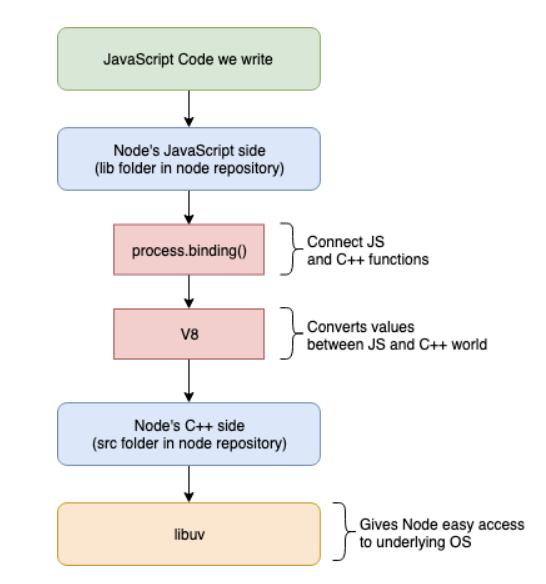 JavaScript Code we write
Node's JavaScript side
(lib folder in node repository)
process.binding()
Connect JS
and C++ functions
V8
Converts values
between JS and C++ world
Node's C++ side
(src folder in node repository)
libuv
Gives Node easy access
to underlying OS